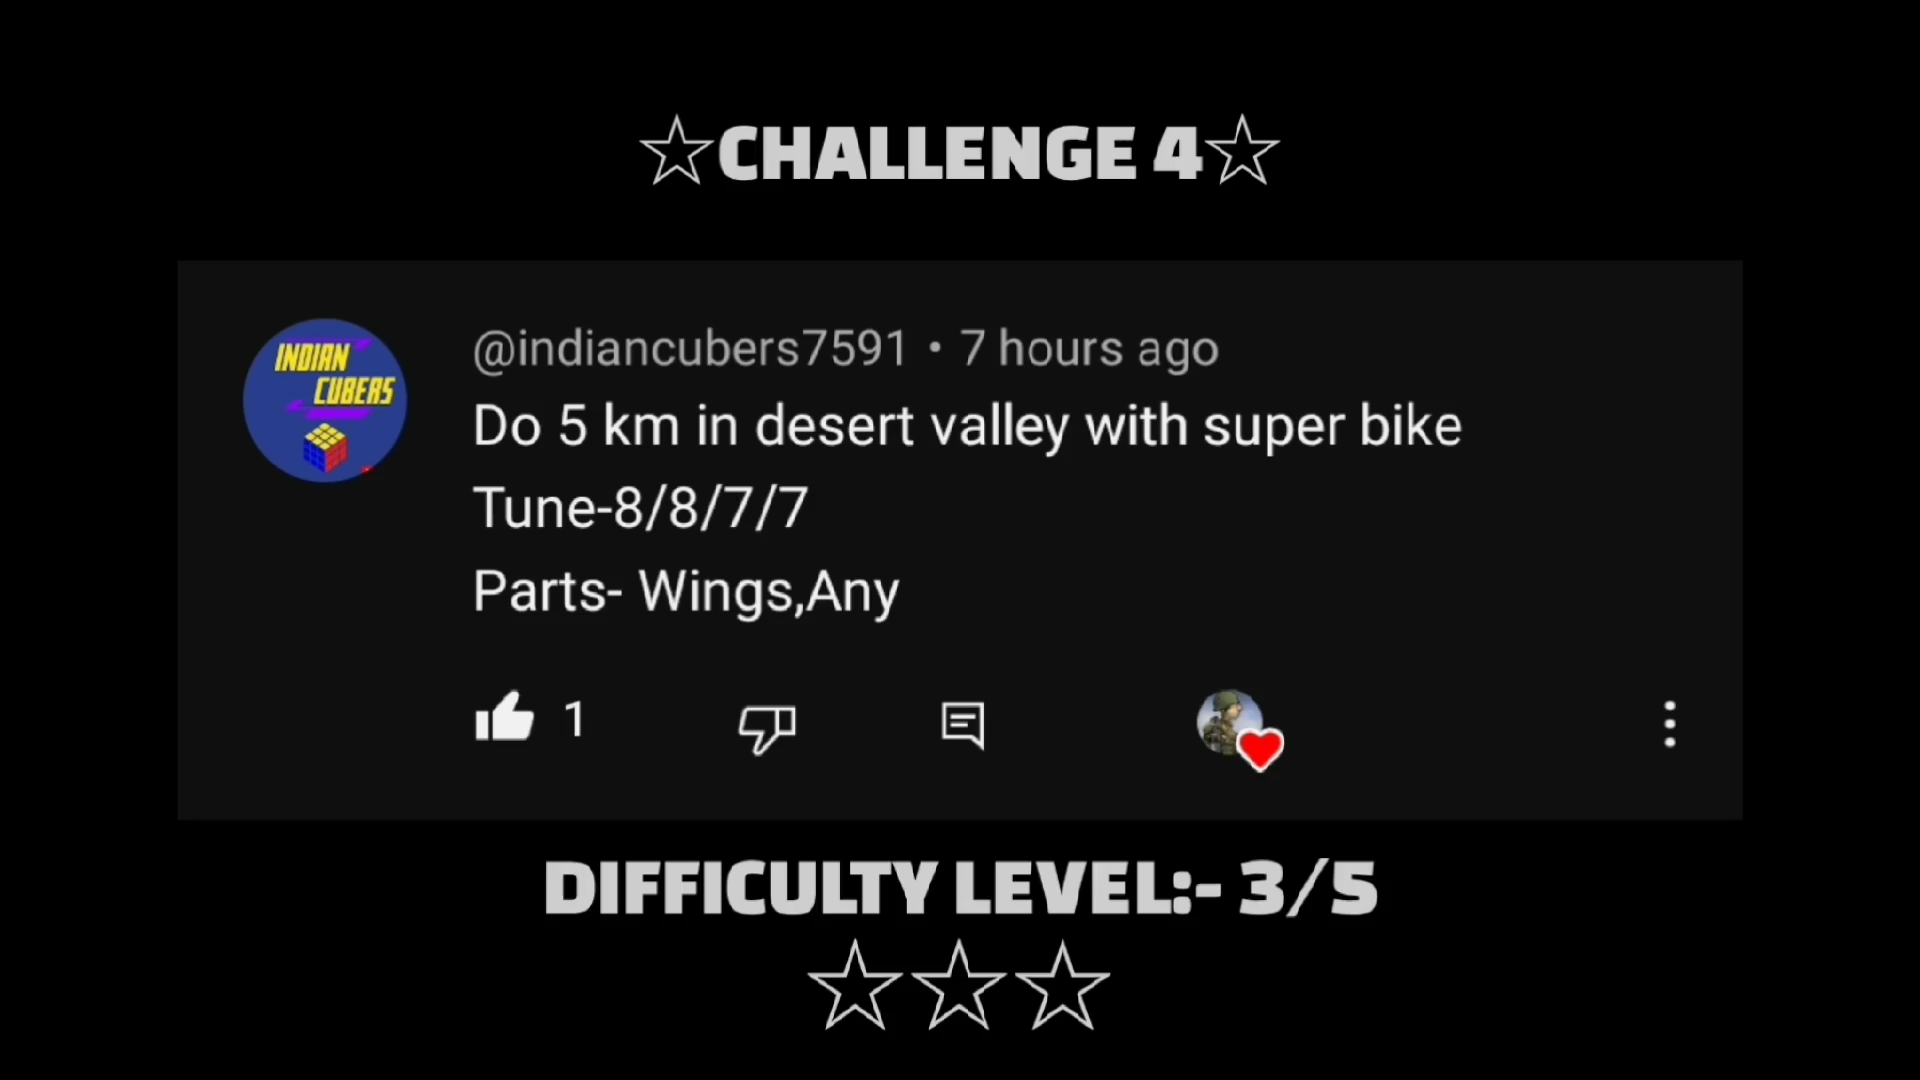 ☆CHALLENGE 4☆
INDIAN
CUBERS
@indiancubers7591 • 7 hours ago
Do 5 km in desert valley with super bike
Tune-8/8/7/7
Parts- Wings,Any
1
DIFFICULTY LEVEL:- 3/5
☆☆☆